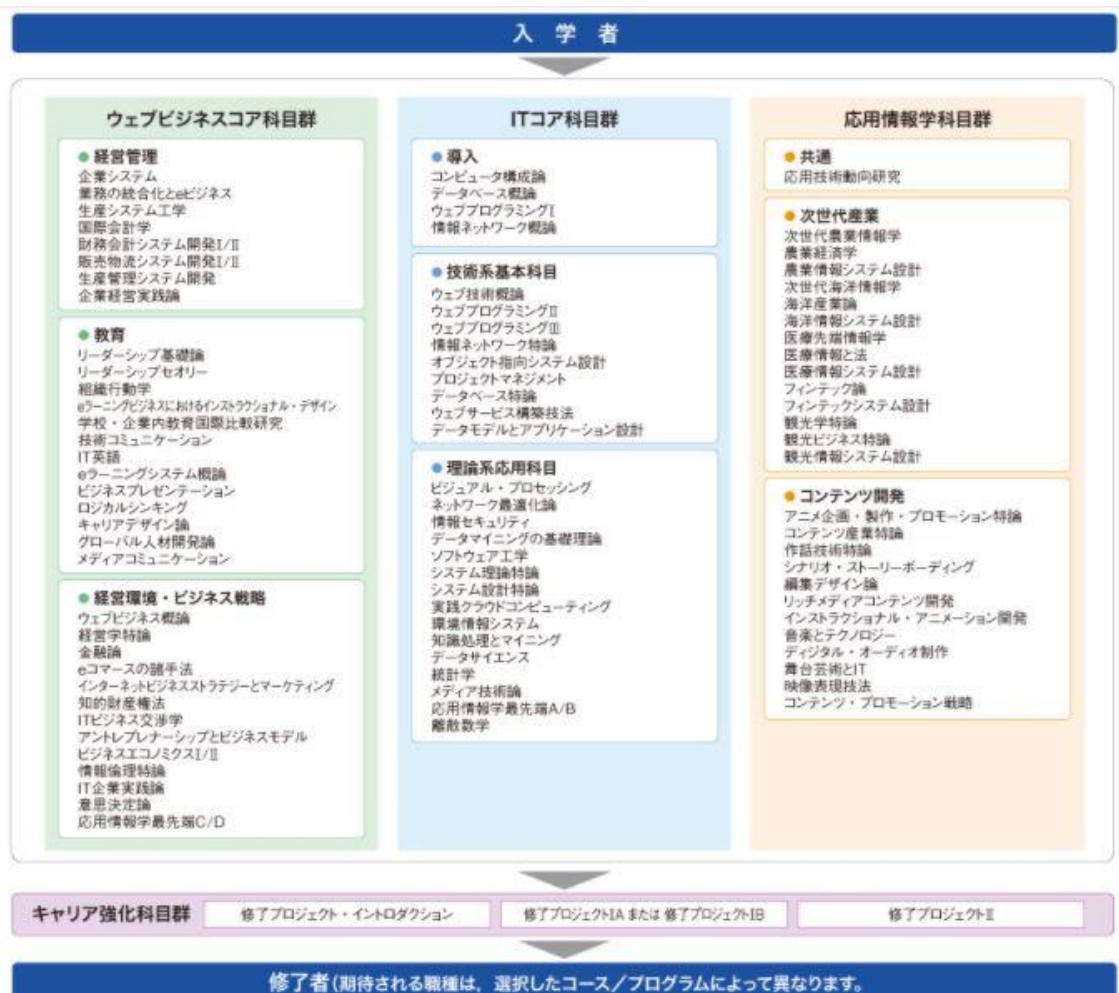 入学者
ウェブビジネスコア科目群
● 経営管理
企業システム
業務の統合化とeビジネス
生産システム工学
国際会計学
財務会計システム開発I/II
販売物流システム開発I/II
生産管理システム開発
企業経営実践論
● 教育
リーダーシップ基礎論
リーダーシップセオリー
組織行動学
eラーニングビジネスにおけるインストラクショナル・デザイン
学校・企業内教育国際比較研究
技術コミュニケーション
IT英語
eラーニングシステム概論
ビジネスプレゼンテーション
ロジカルシンキング
キャリアデザイン論
グローバル人材開発論
メディアコミュニケーション
● 経営環境・ビジネス戦略
ウェブビジネス概論
経営学特論
金融論
eコマースの諸手法
インターネットビジネスストラテジーとマーケティング
知的財産権法
ITビジネス交渉学
アントレプレナーシップとビジネスモデル
ビジネスエコノミクスI/II
情報倫理特論
IT企業実践論
意思決定論
応用情報学最先端C/D
ITコア科目群
● 導入
コンピュータ構成論
データベース概論
ウェブプログラミングI
情報ネットワーク概論
● 技術系基本科目
ウェブ技術概論
ウェブプログラミングII
ウェブプログラミングIII
情報ネットワーク特論
オブジェクト指向システム設計
プロジェクトマネジメント
データベース特論
ウェブサービス構築技法
データモデルとアプリケーション設計
● 理論系応用科目
ビジュアル・プロセッシング
ネットワーク最適化論
情報セキュリティ
データマイニングの基礎理論
ソフトウェア工学
システム理論特論
システム設計特論
実践クラウドコンピューティング
環境情報システム
知識処理とマイニング
データサイエンス
統計学
メディア技術論
応用情報学最先端A/B
離散数学
応用情報学科目群
● 共通
応用技術動向研究
● 次世代産業
次世代農業情報学
農業経済学
農業情報システム設計
次世代海洋情報学
海洋産業論
海洋情報システム設計
医療先端情報学
医療情報と法
医療情報システム設計
フィンテック論
フィンテックシステム設計
観光学特論
観光ビジネス特論
観光情報システム設計
● コンテンツ開発
アニメ企画・製作・プロモーション特論
コンテンツ産業特論
作話技術特論
シナリオ・ストーリーボーディング
編集デザイン論
リッチメディアコンテンツ開発
インストラクショナル・アニメーション開発
音楽とテクノロジー
ディジタル・オーディオ制作
舞台芸術とIT
映像表現技法
コンテンツ・プロモーション戦略
キャリア強化科目群
修了プロジェクト・イントロダクション
修了プロジェクトIA または 修了プロジェクトIB
修了プロジェクトII
修了者(期待される職種は，選択したコース／プログラムによって異なります。